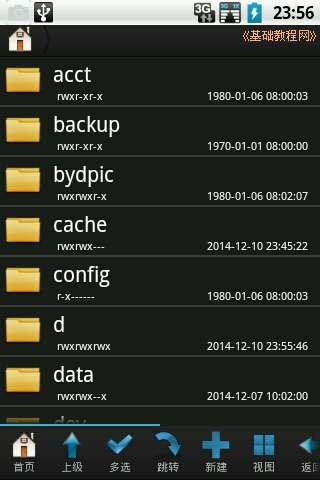 3G
3G
1X
23:56
《基础教程网》
acct
rwxr-xr-x
1980-01-06 08:00:03
backup
rwxr-xr-x
1970-01-01 08:00:00
bydpic
rwxrwxr-x
1980-01-06 08:02:07
cache
rwxrwx---
2014-12-10 23:45:22
config
r-x------
1980-01-06 08:00:03
d
rwxrwxrwx
2014-12-10 23:55:46
data
rwxrwx--x
2014-12-07 10:02:00
dev
首页 上级 多选 跳转 新建 视图 返回